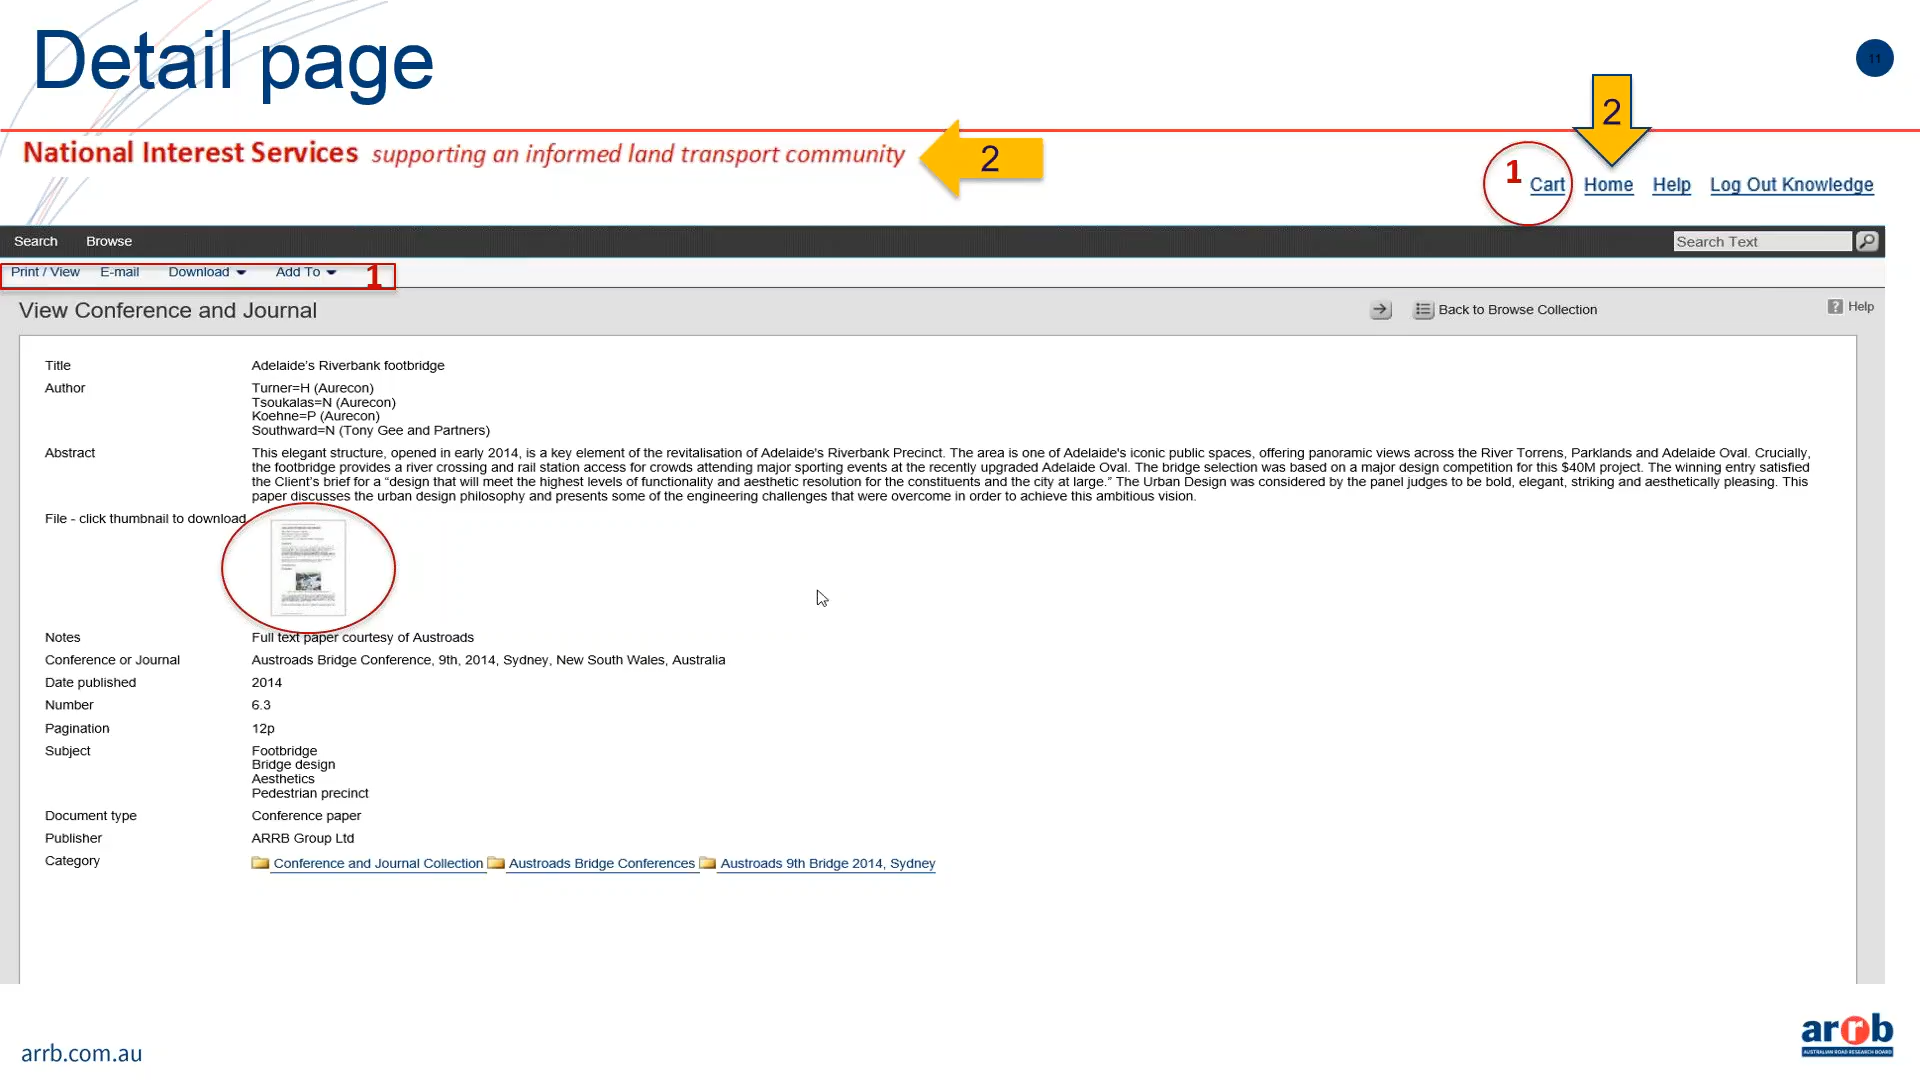 Detail page
11
National Interest Services supporting an informed land transport community
2
2
1 Cart Home Help Log Out Knowledge
Search Browse Search Text
Print / View E-mail Download Add To 1
View Conference and Journal
Back to Browse Collection
? Help
Title Adelaide's Riverbank footbridge
Author Turner=H (Aurecon)
Tsoukalas=N (Aurecon)
Koehne=P (Aurecon)
Southward=N (Tony Gee and Partners)
Abstract This elegant structure, opened in early 2014, is a key element of the revitalisation of Adelaide's Riverbank Precinct. The area is one of Adelaide's iconic public spaces, offering panoramic views across the River Torrens, Parklands and Adelaide Oval. Crucially,
the footbridge provides a river crossing and rail station access for crowds attending major sporting events at the recently upgraded Adelaide Oval. The bridge selection was based on a major design competition for this $40M project. The winning entry satisfied
the Client's brief for a “design that will meet the highest levels of functionality and aesthetic resolution for the constituents and the city at large.” The Urban Design was considered by the panel judges to be bold, elegant, striking and aesthetically pleasing. This
paper discusses the urban design philosophy and presents some of the engineering challenges that were overcome in order to achieve this ambitious vision.
File - click thumbnail to download
Notes Full text paper courtesy of Austroads
Conference or Journal Austroads Bridge Conference, 9th, 2014, Sydney, New South Wales, Australia
Date published 2014
Number 6.3
Pagination 12p
Subject Footbridge
Bridge design
Aesthetics
Pedestrian precinct
Document type Conference paper
Publisher ARRB Group Ltd
Category Conference and Journal Collection Austroads Bridge Conferences Austroads 9th Bridge 2014, Sydney
arrb.com.au
arrb
AUSTRALIAN ROAD RESEARCH BOARD